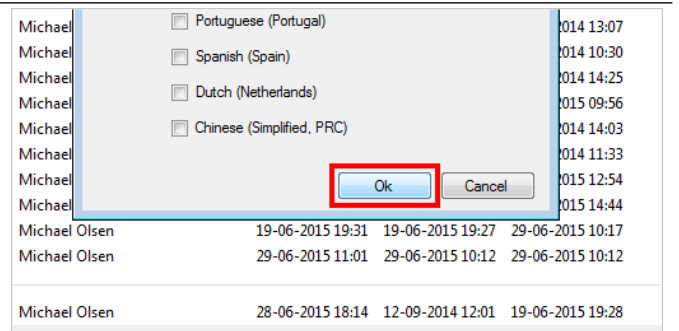 Michael Portuguese (Portugal) 2014 13:07
Michael Spanish (Spain) 2014 10:30
Michael 2014 14:25
Michael Dutch (Netherlands) 2015 09:56
Michael Chinese (Simplified, PRC) 2014 14:03
Michael 2014 11:33
Michael Ok Cancel 2015 12:54
Michael 2015 14:44
Michael Olsen 19-06-2015 19:31 19-06-2015 19:27 29-06-2015 10:17
Michael Olsen 29-06-2015 11:01 29-06-2015 10:12 29-06-2015 10:12
Michael Olsen 28-06-2015 18:14 12-09-2014 12:01 19-06-2015 19:28